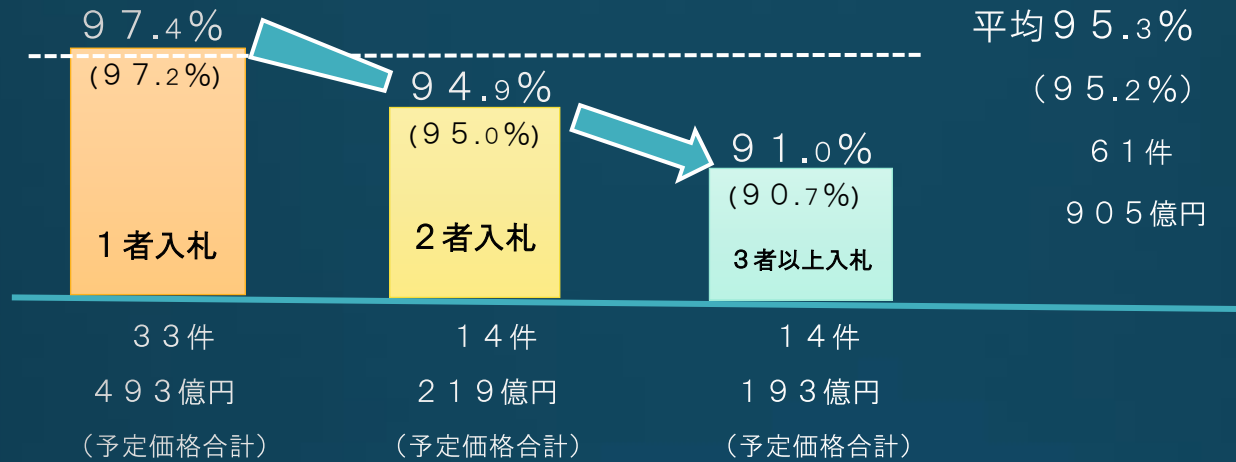 97.4%
(97.2%)
1者入札
33件
493億円
(予定価格合計)
94.9%
(95.0%)
2者入札
14件
219億円
(予定価格合計)
91.0%
(90.7%)
3者以上入札
14件
193億円
(予定価格合計)
平均95.3%
(95.2%)
61件
905億円